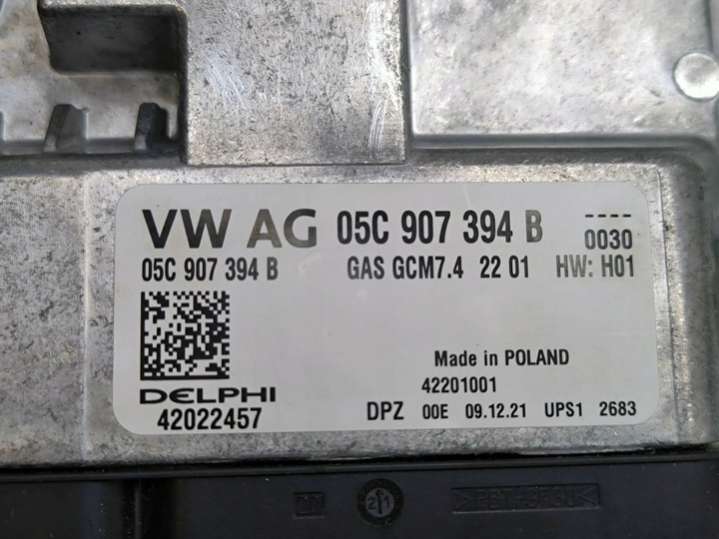 VW AG 05C 907 394 B ----
0030
05C 907 394 B GAS GCM7.4 22 01 HW: H01
Made in POLAND
DELPHI 42201001
42022457 DPZ 00E 09.12.21 UPS1 2683
21